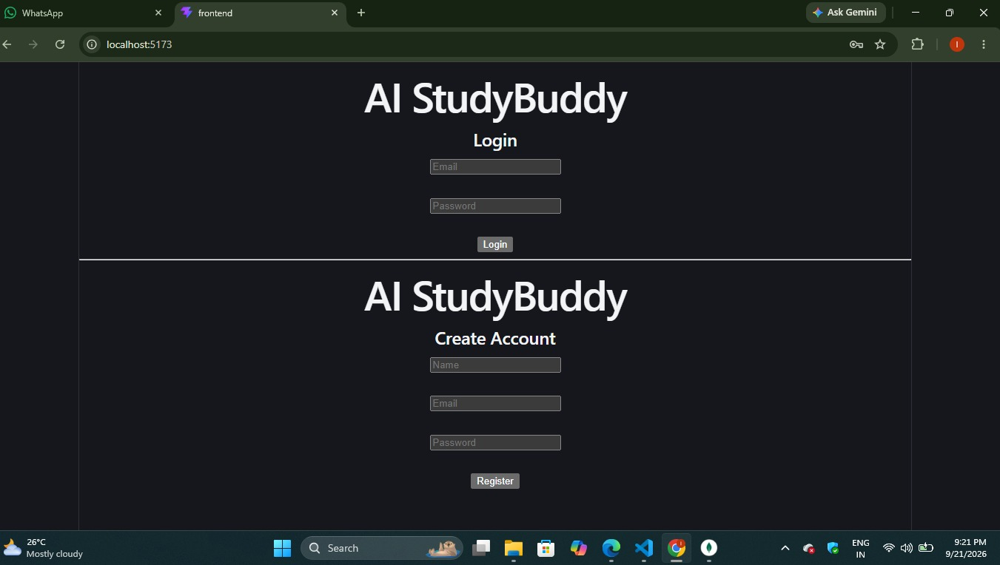 WhatsApp
frontend
Ask Gemini
localhost:5173
I
AI StudyBuddy
Login
Email
Password
Login
AI StudyBuddy
Create Account
Name
Email
Password
Register
26°C
Mostly cloudy
Search
ENG
IN
9:21 PM
9/21/2026